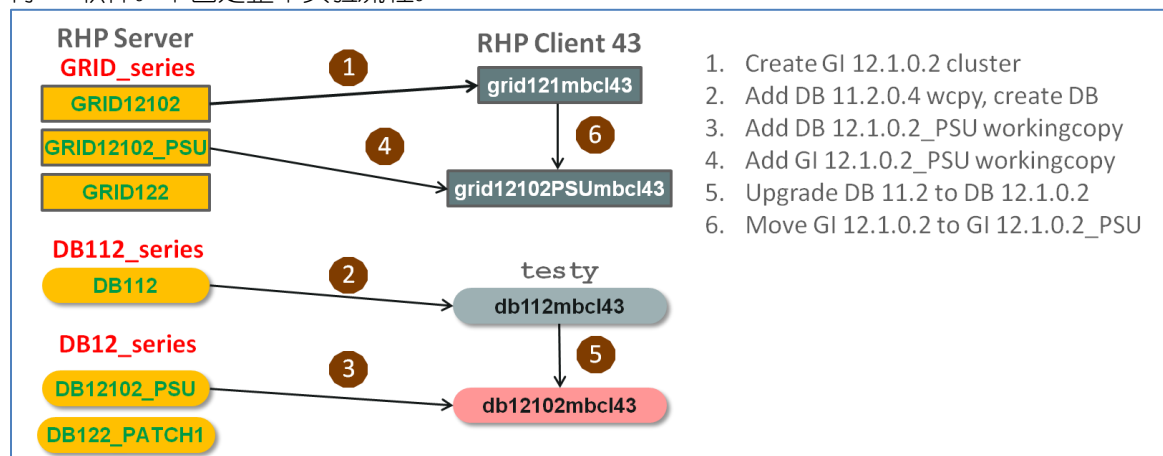 RHP Server
GRID_series
GRID12102
GRID12102_PSU
GRID122
DB112_series
DB112
DB12_series
DB12102_PSU
DB122_PATCH1
1
4
2
3
RHP Client 43
grid121mbcl43
6
grid12102PSUmbcl43
testy
db112mbcl43
5
db12102mbcl43
1. Create GI 12.1.0.2 cluster
2. Add DB 11.2.0.4 wcpy, create DB
3. Add DB 12.1.0.2_PSU workingcopy
4. Add GI 12.1.0.2_PSU workingcopy
5. Upgrade DB 11.2 to DB 12.1.0.2
6. Move GI 12.1.0.2 to GI 12.1.0.2_PSU